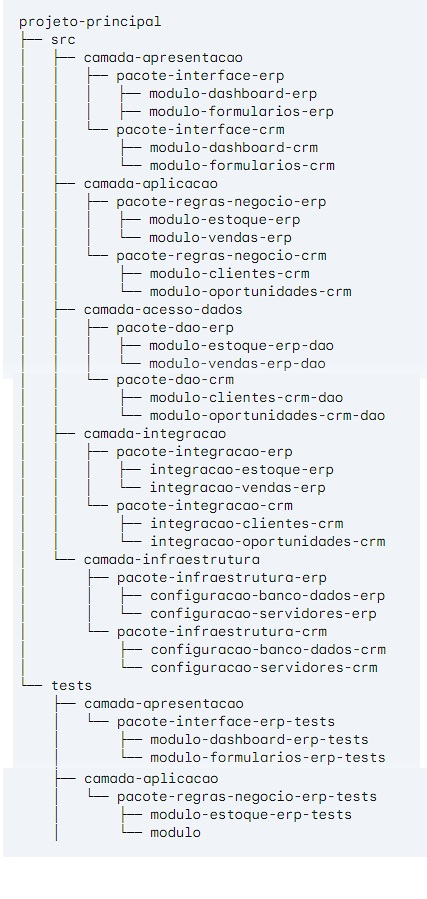 projeto-principal
├── src
│   ├── camada-apresentacao
│   │   ├── pacote-interface-erp
│   │   │   ├── modulo-dashboard-erp
│   │   │   ├── modulo-formularios-erp
│   │   └── pacote-interface-crm
│   │       ├── modulo-dashboard-crm
│   │       └── modulo-formularios-crm
│   ├── camada-aplicacao
│   │   ├── pacote-regras-negocio-erp
│   │   │   ├── modulo-estoque-erp
│   │   │   └── modulo-vendas-erp
│   │   └── pacote-regras-negocio-crm
│   │       ├── modulo-clientes-crm
│   │       └── modulo-oportunidades-crm
│   ├── camada-acesso-dados
│   │   ├── pacote-dao-erp
│   │   │   ├── modulo-estoque-erp-dao
│   │   │   └── modulo-vendas-erp-dao
│   │   └── pacote-dao-crm
│   │       ├── modulo-clientes-crm-dao
│   │       └── modulo-oportunidades-crm-dao
│   ├── camada-integracao
│   │   ├── pacote-integracao-erp
│   │   │   ├── integracao-estoque-erp
│   │   │   └── integracao-vendas-erp
│   │   └── pacote-integracao-crm
│   │       ├── integracao-clientes-crm
│   │       └── integracao-oportunidades-crm
│   └── camada-infraestrutura
│       ├── pacote-infraestrutura-erp
│       │   ├── configuracao-banco-dados-erp
│       │   └── configuracao-servidores-erp
│       └── pacote-infraestrutura-crm
│           ├── configuracao-banco-dados-crm
│           └── configuracao-servidores-crm
└── tests
    ├── camada-apresentacao
    │   └── pacote-interface-erp-tests
    │       ├── modulo-dashboard-erp-tests
    │       └── modulo-formularios-erp-tests
    ├── camada-aplicacao
    │   └── pacote-regras-negocio-erp-tests
    │       ├── modulo-estoque-erp-tests
    │       └── modulo